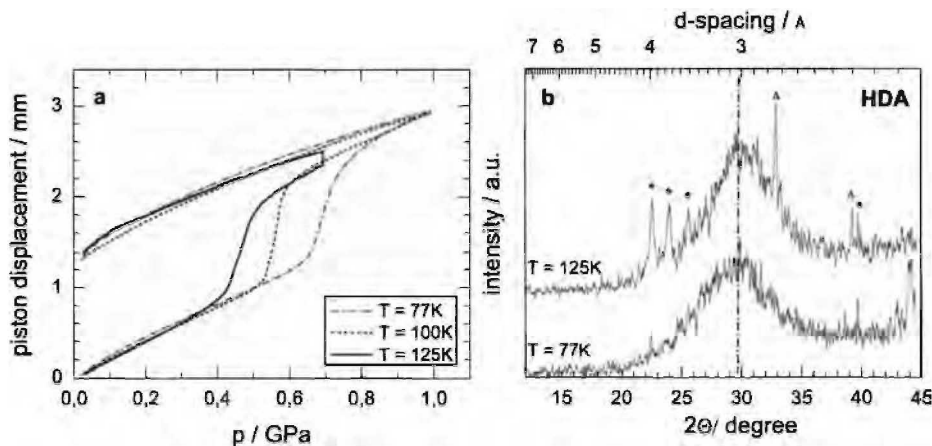 d-spacing / Å
7 6 5 4 3
a
b
HDA
piston displacement / mm
3
2
1
0
T = 77K
T = 100K
T = 125K
0,0 0,2 0,4 0,6 0,8 1,0
p / GPa
intensity / a.u.
T = 125K
T = 77K
15 20 25 30 35 40 45
2Θ/ degree